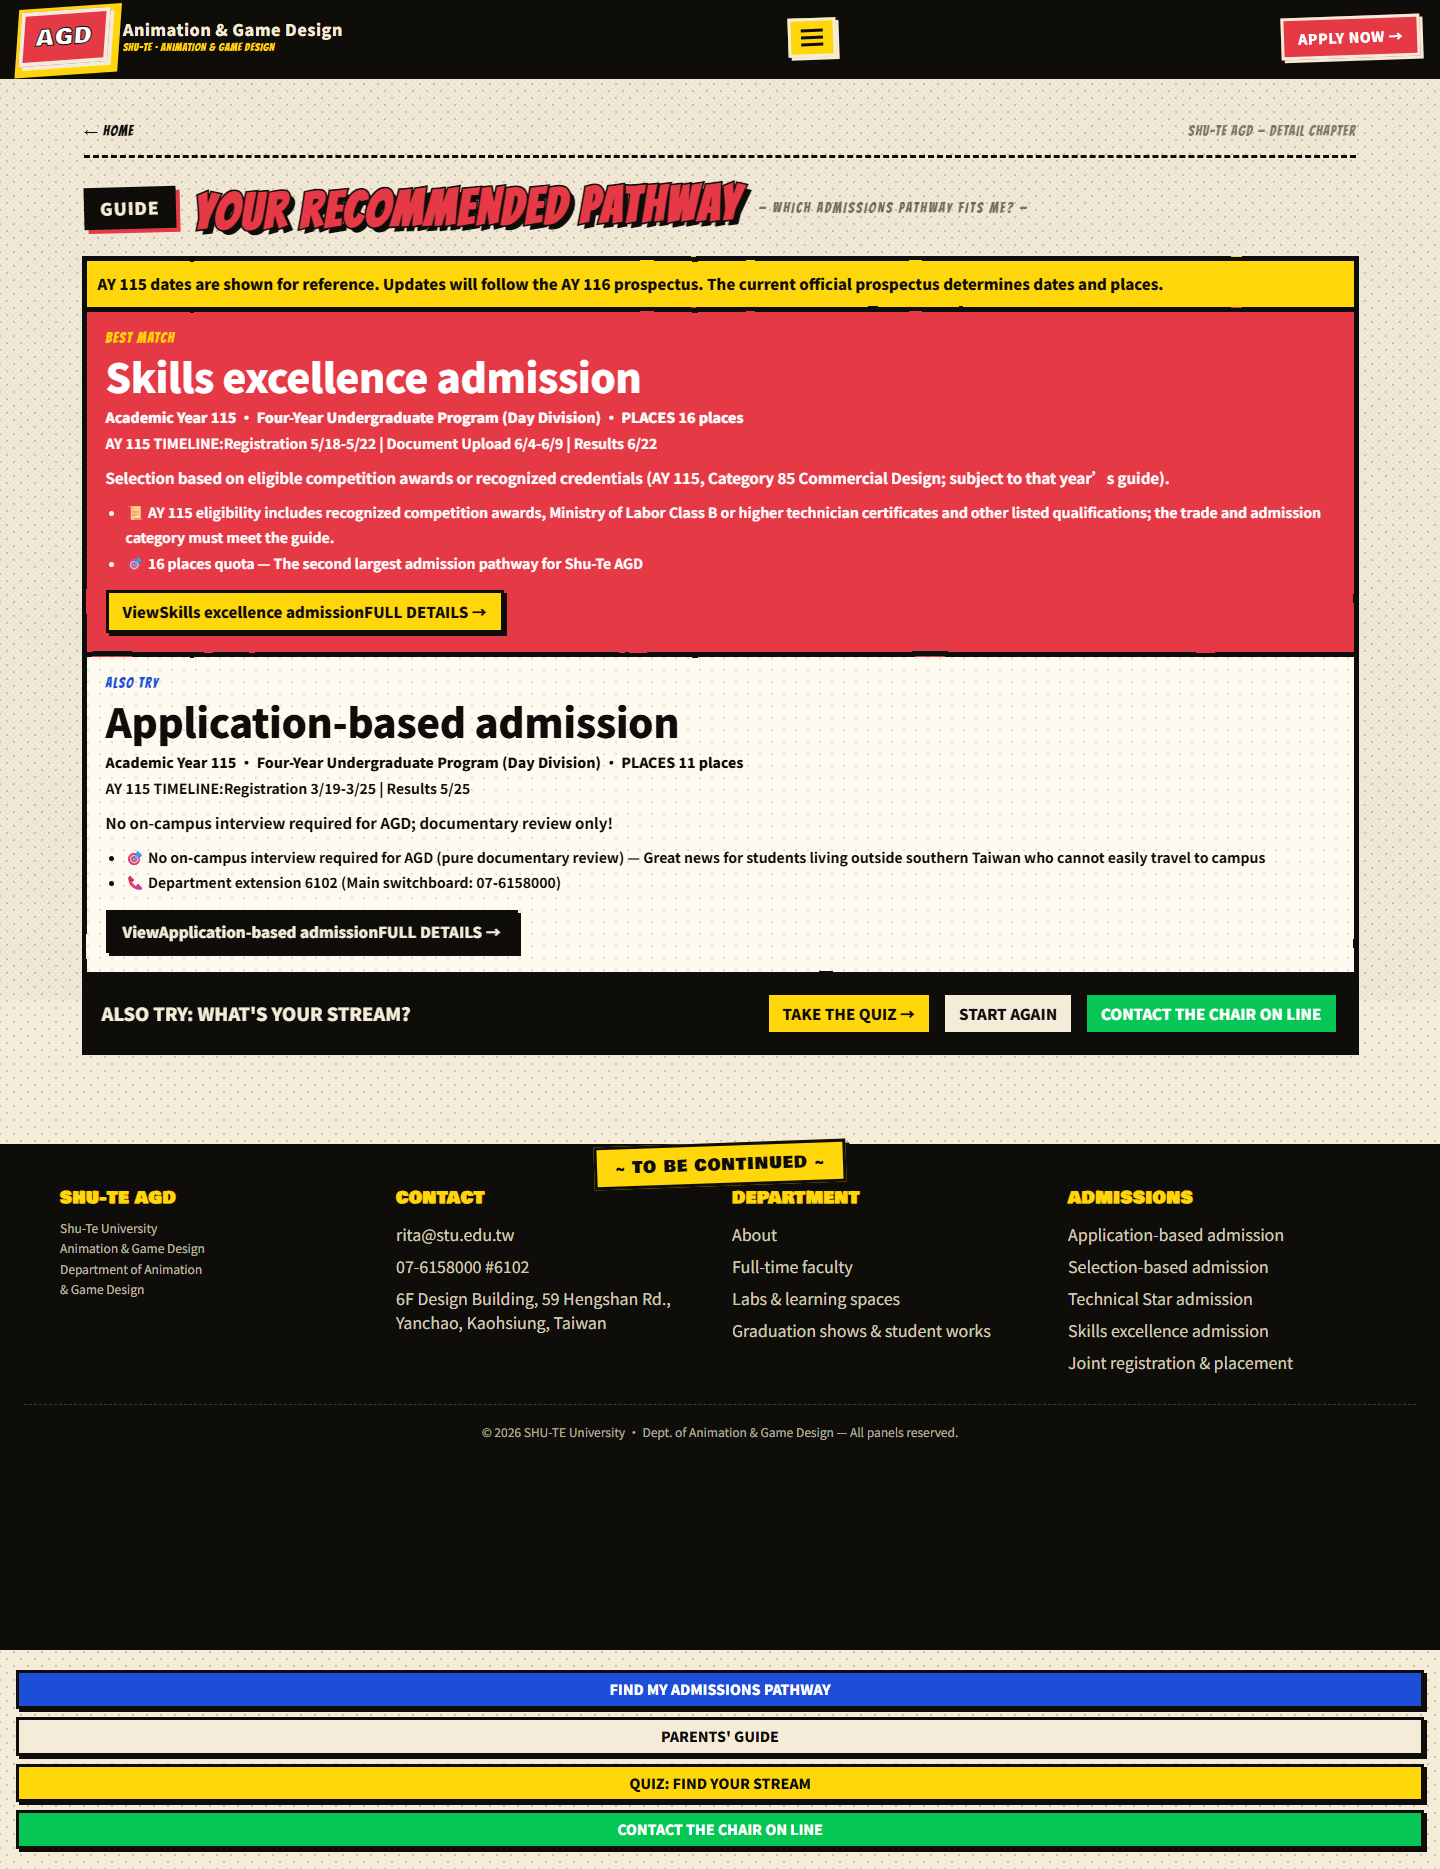 AGD
Animation & Game Design
SHU-TE · ANIMATION & GAME DESIGN
APPLY NOW →
← HOME
SHU-TE AGD — DETAIL CHAPTER
GUIDE
YOUR RECOMMENDED PATHWAY
— WHICH ADMISSIONS PATHWAY FITS ME? —
AY 115 dates are shown for reference. Updates will follow the AY 116 prospectus. The current official prospectus determines dates and places.
BEST MATCH
Skills excellence admission
Academic Year 115 • Four-Year Undergraduate Program (Day Division) • PLACES 16 places
AY 115 TIMELINE:Registration 5/18-5/22 | Document Upload 6/4-6/9 | Results 6/22
Selection based on eligible competition awards or recognized credentials (AY 115, Category 85 Commercial Design; subject to that year’s guide).
• 📜 AY 115 eligibility includes recognized competition awards, Ministry of Labor Class B or higher technician certificates and other listed qualifications; the trade and admission
category must meet the guide.
• 🎯 16 places quota — The second largest admission pathway for Shu-Te AGD
ViewSkills excellence admissionFULL DETAILS →
ALSO TRY
Application-based admission
Academic Year 115 • Four-Year Undergraduate Program (Day Division) • PLACES 11 places
AY 115 TIMELINE:Registration 3/19-3/25 | Results 5/25
No on-campus interview required for AGD; documentary review only!
• 🎯 No on-campus interview required for AGD (pure documentary review) — Great news for students living outside southern Taiwan who cannot easily travel to campus
• 📞 Department extension 6102 (Main switchboard: 07-6158000)
ViewApplication-based admissionFULL DETAILS →
ALSO TRY: WHAT'S YOUR STREAM?
TAKE THE QUIZ →
START AGAIN
CONTACT THE CHAIR ON LINE
~ TO BE CONTINUED ~
SHU-TE AGD
Shu-Te University
Animation & Game Design
Department of Animation
& Game Design
CONTACT
rita@stu.edu.tw
07-6158000 #6102
6F Design Building, 59 Hengshan Rd.,
Yanchao, Kaohsiung, Taiwan
DEPARTMENT
About
Full-time faculty
Labs & learning spaces
Graduation shows & student works
ADMISSIONS
Application-based admission
Selection-based admission
Technical Star admission
Skills excellence admission
Joint registration & placement
© 2026 SHU-TE University • Dept. of Animation & Game Design — All panels reserved.
FIND MY ADMISSIONS PATHWAY
PARENTS' GUIDE
QUIZ: FIND YOUR STREAM
CONTACT THE CHAIR ON LINE